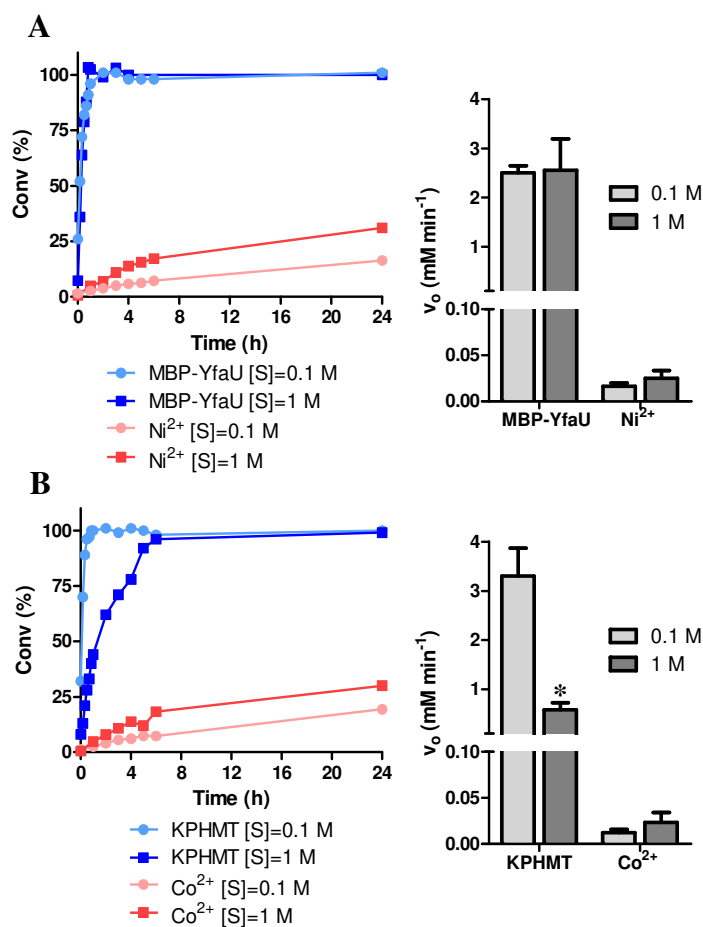 A
100
75
50
25
0
Conv (%)
0 4 8 12 16 20 24
Time (h)
MBP-YfaU [S]=0.1 M
MBP-YfaU [S]=1 M
Ni²⁺ [S]=0.1 M
Ni²⁺ [S]=1 M
4
3
2
1
0.10
0.05
0.00
vₒ (mM min⁻¹)
0.1 M
1 M
MBP-YfaU Ni²⁺
B
100
75
50
25
0
Conv (%)
0 4 8 12 16 20 24
Time (h)
KPHMT [S]=0.1 M
KPHMT [S]=1 M
Co²⁺ [S]=0.1 M
Co²⁺ [S]=1 M
4
3
2
1
0.10
0.05
0.00
vₒ (mM min⁻¹)
*
0.1 M
1 M
KPHMT Co²⁺